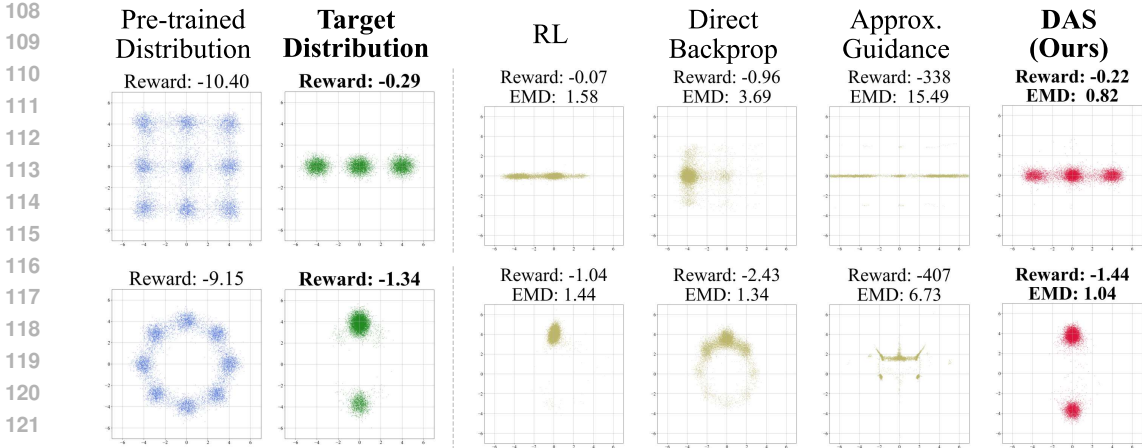 108
109
110
111
112
113
114
115
116
117
118
119
120
121
Pre-trained
Distribution
Target
Distribution
RL
Direct
Backprop
Approx.
Guidance
DAS
(Ours)
Reward: -10.40
Reward: -0.29
Reward: -0.07
EMD: 1.58
Reward: -0.96
EMD: 3.69
Reward: -338
EMD: 15.49
Reward: -0.22
EMD: 0.82
Reward: -9.15
Reward: -1.34
Reward: -1.04
EMD: 1.44
Reward: -2.43
EMD: 1.34
Reward: -407
EMD: 6.73
Reward: -1.44
EMD: 1.04